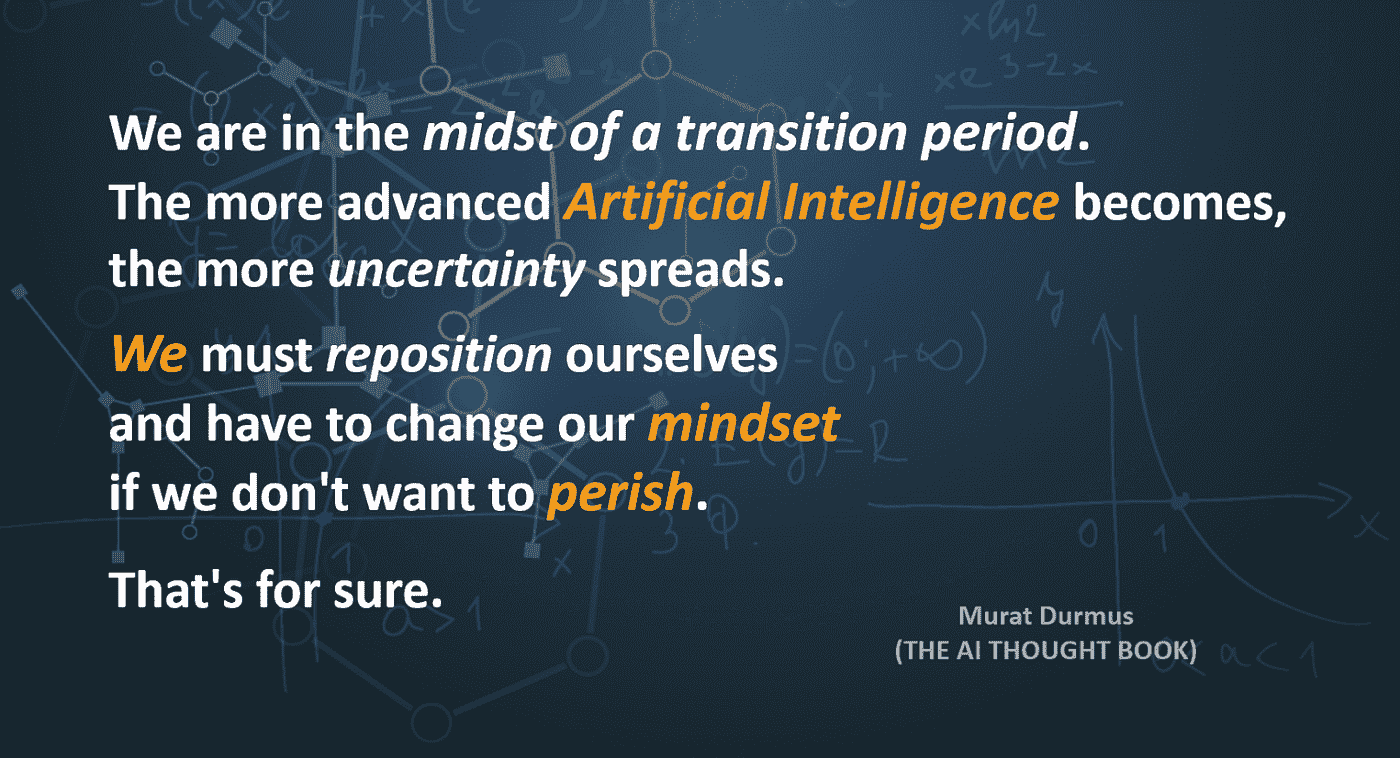 We are in the midst of a transition period.
The more advanced Artificial Intelligence becomes,
the more uncertainty spreads.
We must reposition ourselves
and have to change our mindset
if we don't want to perish.
That's for sure.
Murat Durmus
(THE AI THOUGHT BOOK)